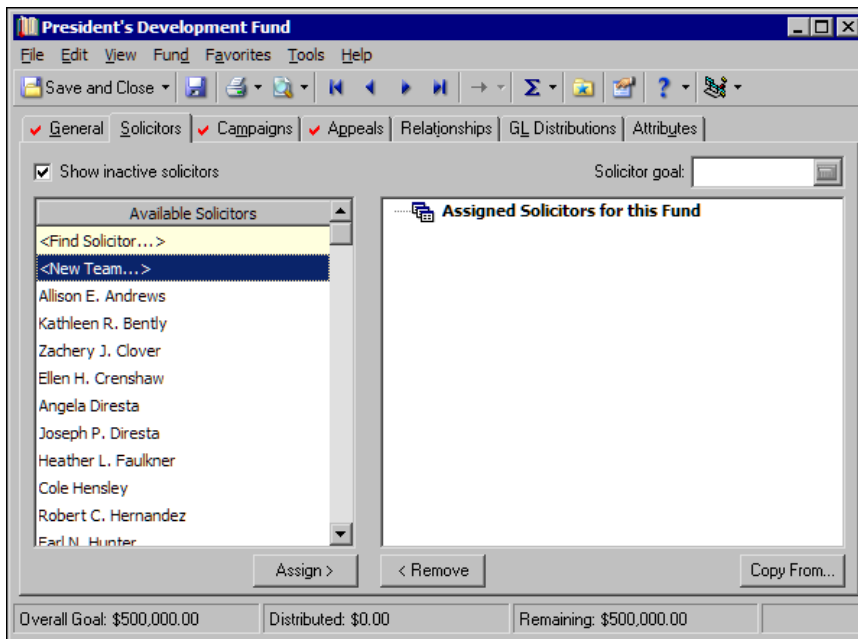 President's Development Fund
File Edit View Fund Favorites Tools Help
Save and Close
General Solicitors Campaigns Appeals Relationships GL Distributions Attributes
Show inactive solicitors Solicitor goal:
Available Solicitors
Assigned Solicitors for this Fund
<Find Solicitor...>
<New Team...>
Allison E. Andrews
Kathleen R. Bently
Zachery J. Clover
Ellen H. Crenshaw
Angela Diresta
Joseph P. Diresta
Heather L. Faulkner
Cole Hensley
Robert C. Hernandez
Earl N. Hunter
Assign > < Remove Copy From...
Overall Goal: $500,000.00 Distributed: $0.00 Remaining: $500,000.00